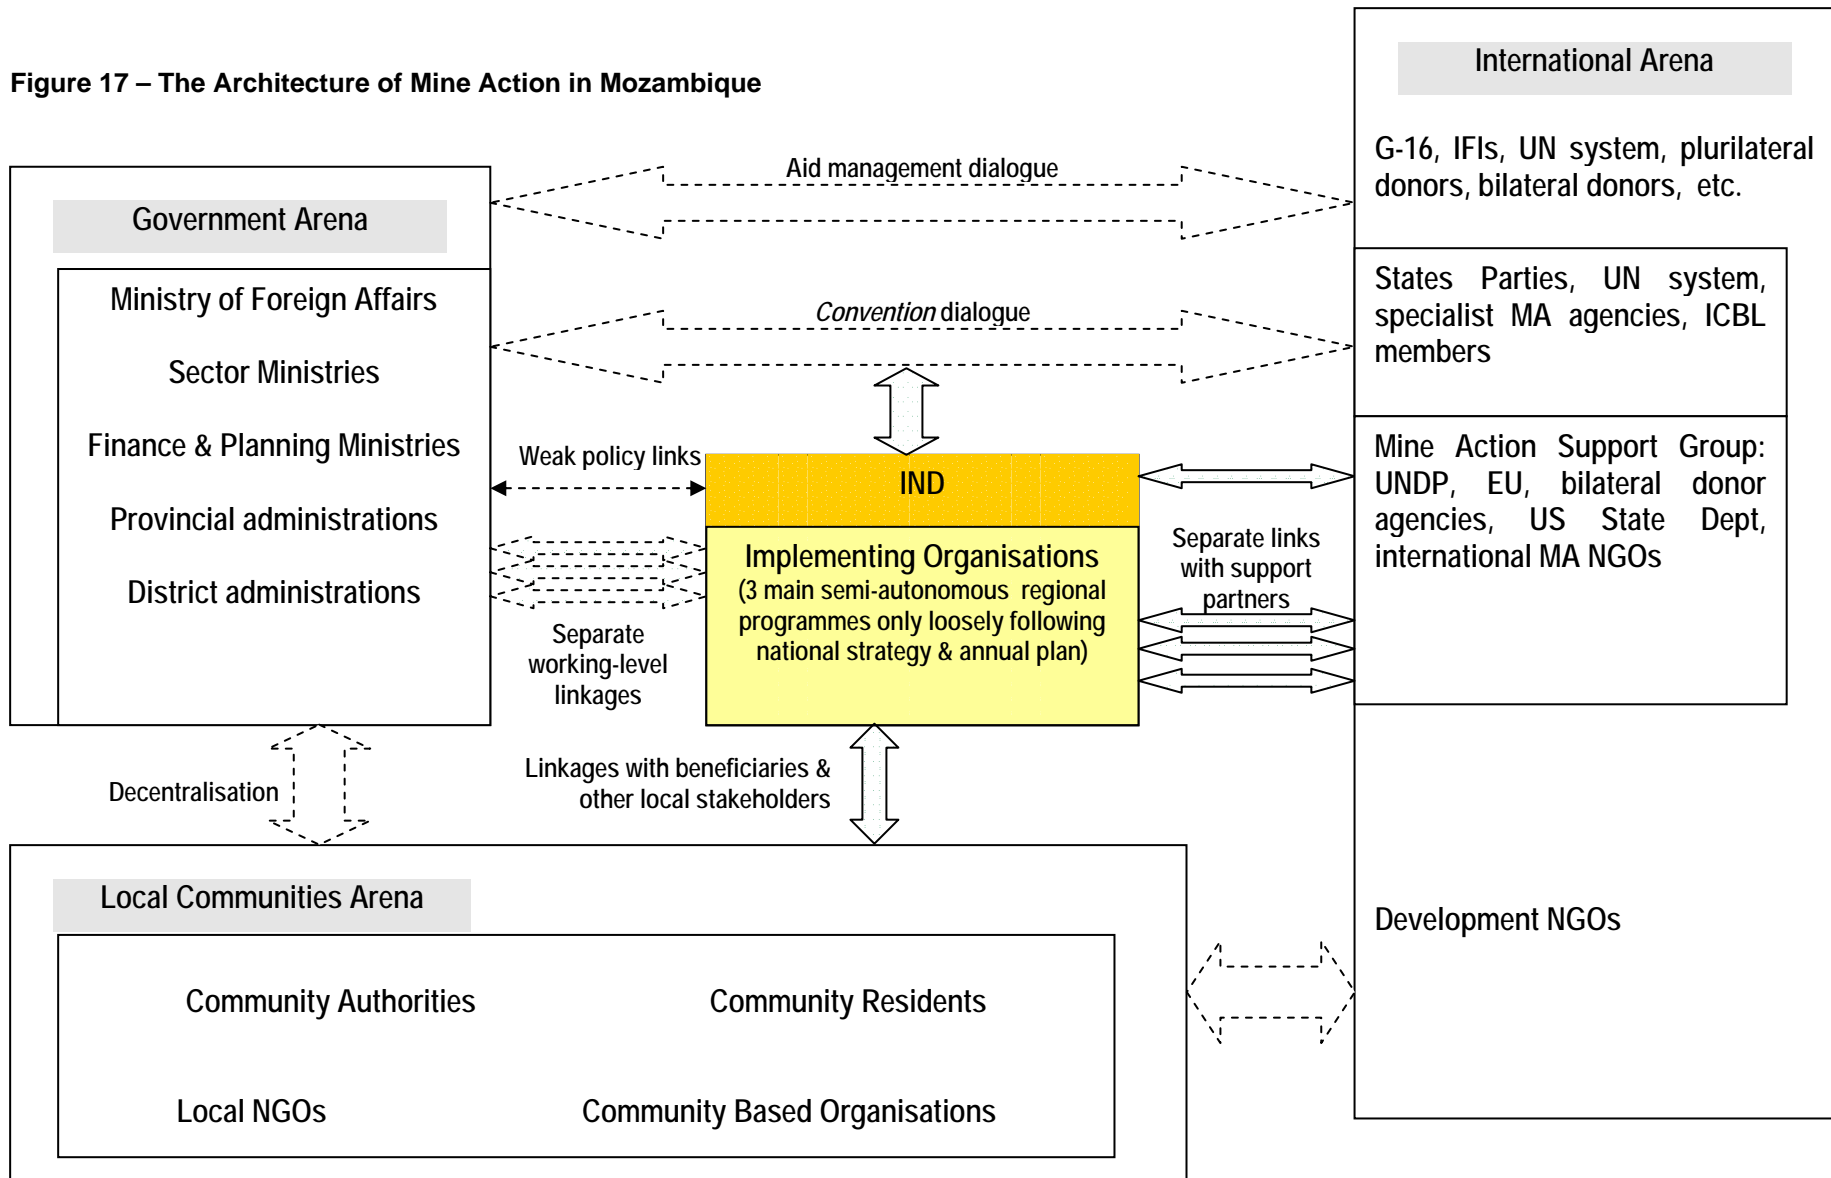 Figure 17 – The Architecture of Mine Action in Mozambique
International Arena
G-16, IFIs, UN system, plurilateral
donors, bilateral donors, etc.
Aid management dialogue
Government Arena
Ministry of Foreign Affairs
Sector Ministries
Finance & Planning Ministries
Provincial administrations
District administrations
Convention dialogue
States Parties, UN system,
specialist MA agencies, ICBL
members
Weak policy links
IND
Mine Action Support Group:
UNDP, EU, bilateral donor
agencies, US State Dept,
international MA NGOs
Implementing Organisations
(3 main semi-autonomous regional
programmes only loosely following
national strategy & annual plan)
Separate links
with support
partners
Separate
working-level
linkages
Decentralisation
Linkages with beneficiaries &
other local stakeholders
Local Communities Arena
Community Authorities
Community Residents
Local NGOs
Community Based Organisations
Development NGOs